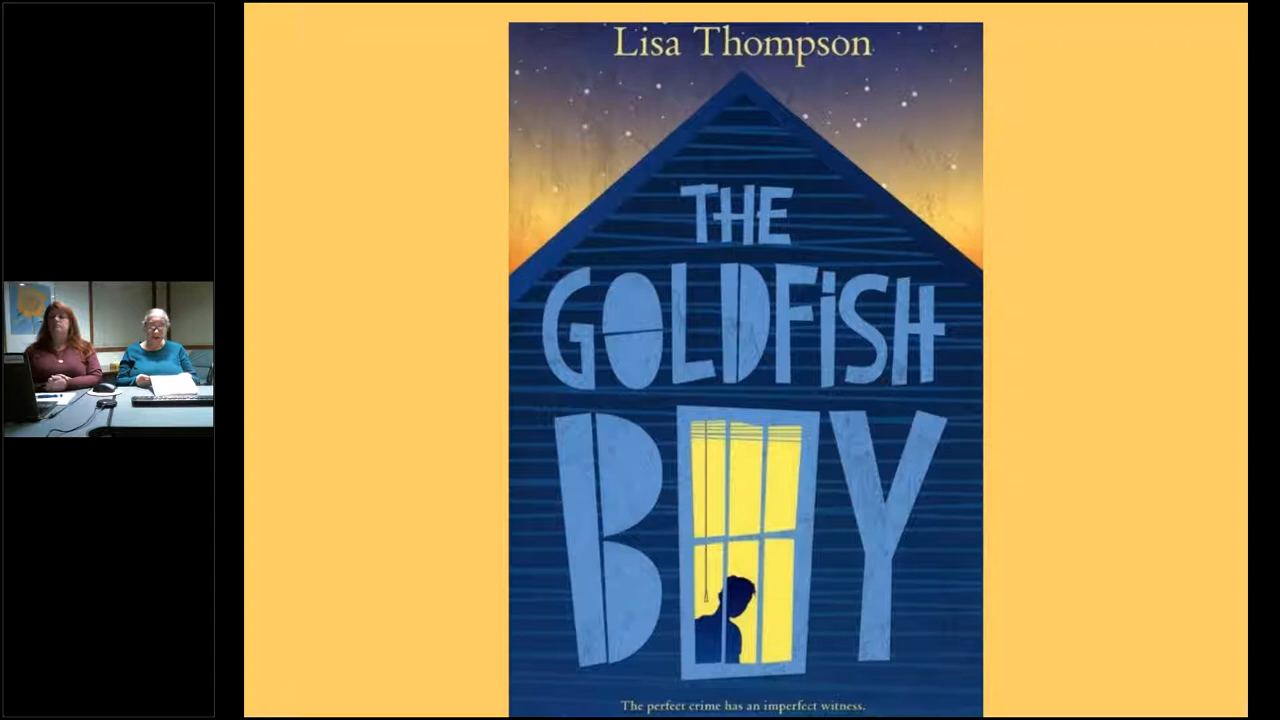 Lisa Thompson
THE
GOLDFISH
BOY
The perfect crime has an imperfect witness.